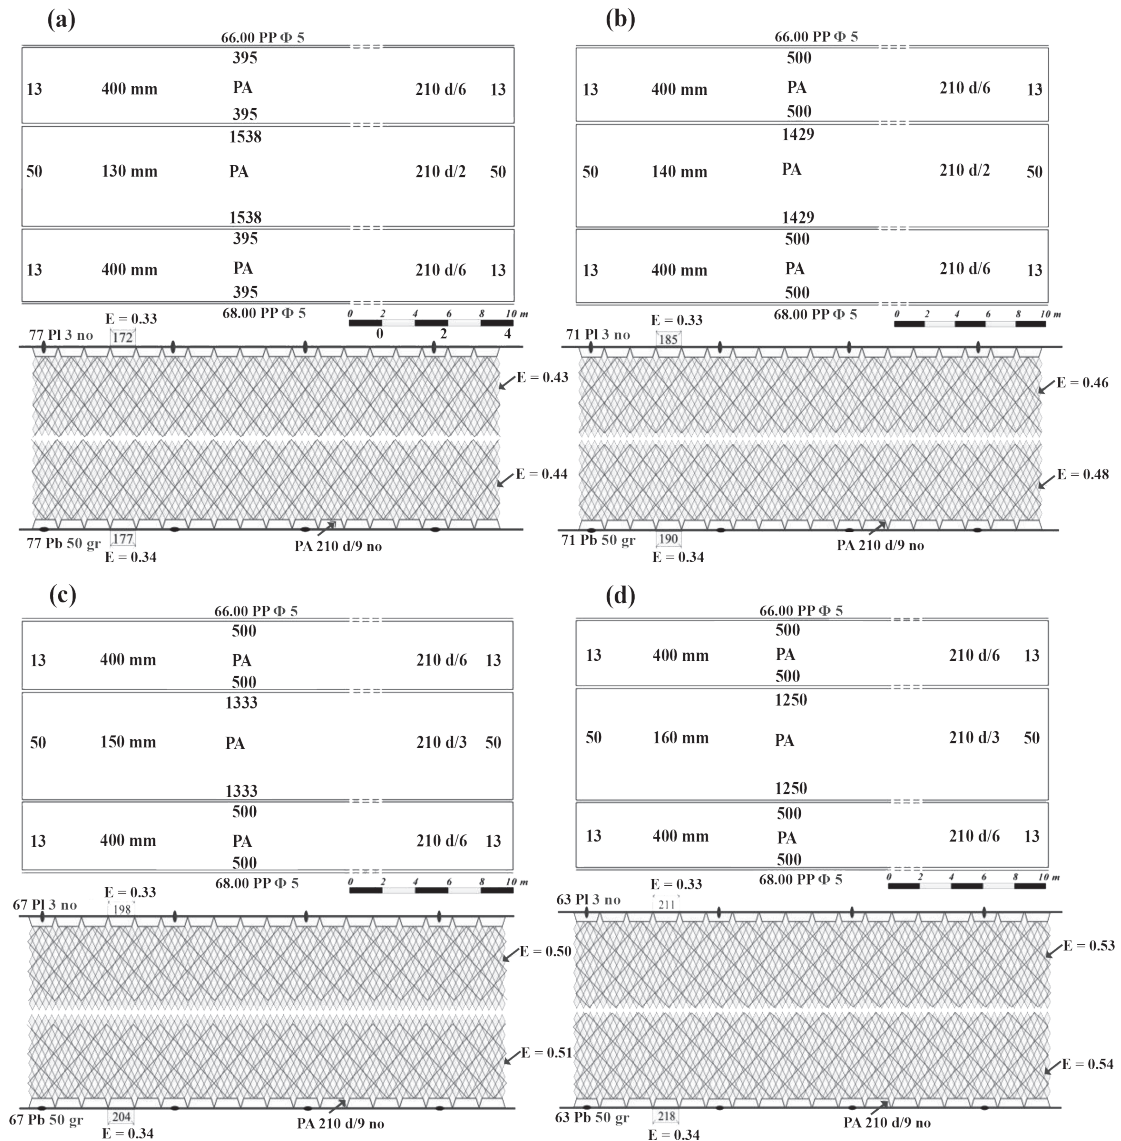 (a)
66.00 PP Φ 5
395
13 400 mm PA 210 d/6 13
395
1538
50 130 mm PA 210 d/2 50
1538
395
13 400 mm PA 210 d/6 13
395
68.00 PP Φ 5
0 2 4 6 8 10 m
0 2 4
E = 0.33
77 Pl 3 no
172
E = 0.43
E = 0.44
77 Pb 50 gr
177
PA 210 d/9 no
E = 0.34
(b)
66.00 PP Φ 5
500
13 400 mm PA 210 d/6 13
500
1429
50 140 mm PA 210 d/2 50
1429
500
13 400 mm PA 210 d/6 13
500
68.00 PP Φ 5
0 2 4 6 8 10 m
E = 0.33
71 Pl 3 no
185
E = 0.46
E = 0.48
71 Pb 50 gr
190
PA 210 d/9 no
E = 0.34
(c)
66.00 PP Φ 5
500
13 400 mm PA 210 d/6 13
500
1333
50 150 mm PA 210 d/3 50
1333
500
13 400 mm PA 210 d/6 13
500
68.00 PP Φ 5
0 2 4 6 8 10 m
E = 0.33
67 Pl 3 no
198
E = 0.50
E = 0.51
67 Pb 50 gr
204
PA 210 d/9 no
E = 0.34
(d)
66.00 PP Φ 5
500
13 400 mm PA 210 d/6 13
500
1250
50 160 mm PA 210 d/3 50
1250
500
13 400 mm PA 210 d/6 13
500
68.00 PP Φ 5
0 2 4 6 8 10 m
E = 0.33
63 Pl 3 no
211
E = 0.53
E = 0.54
63 Pb 50 gr
218
PA 210 d/9 no
E = 0.34